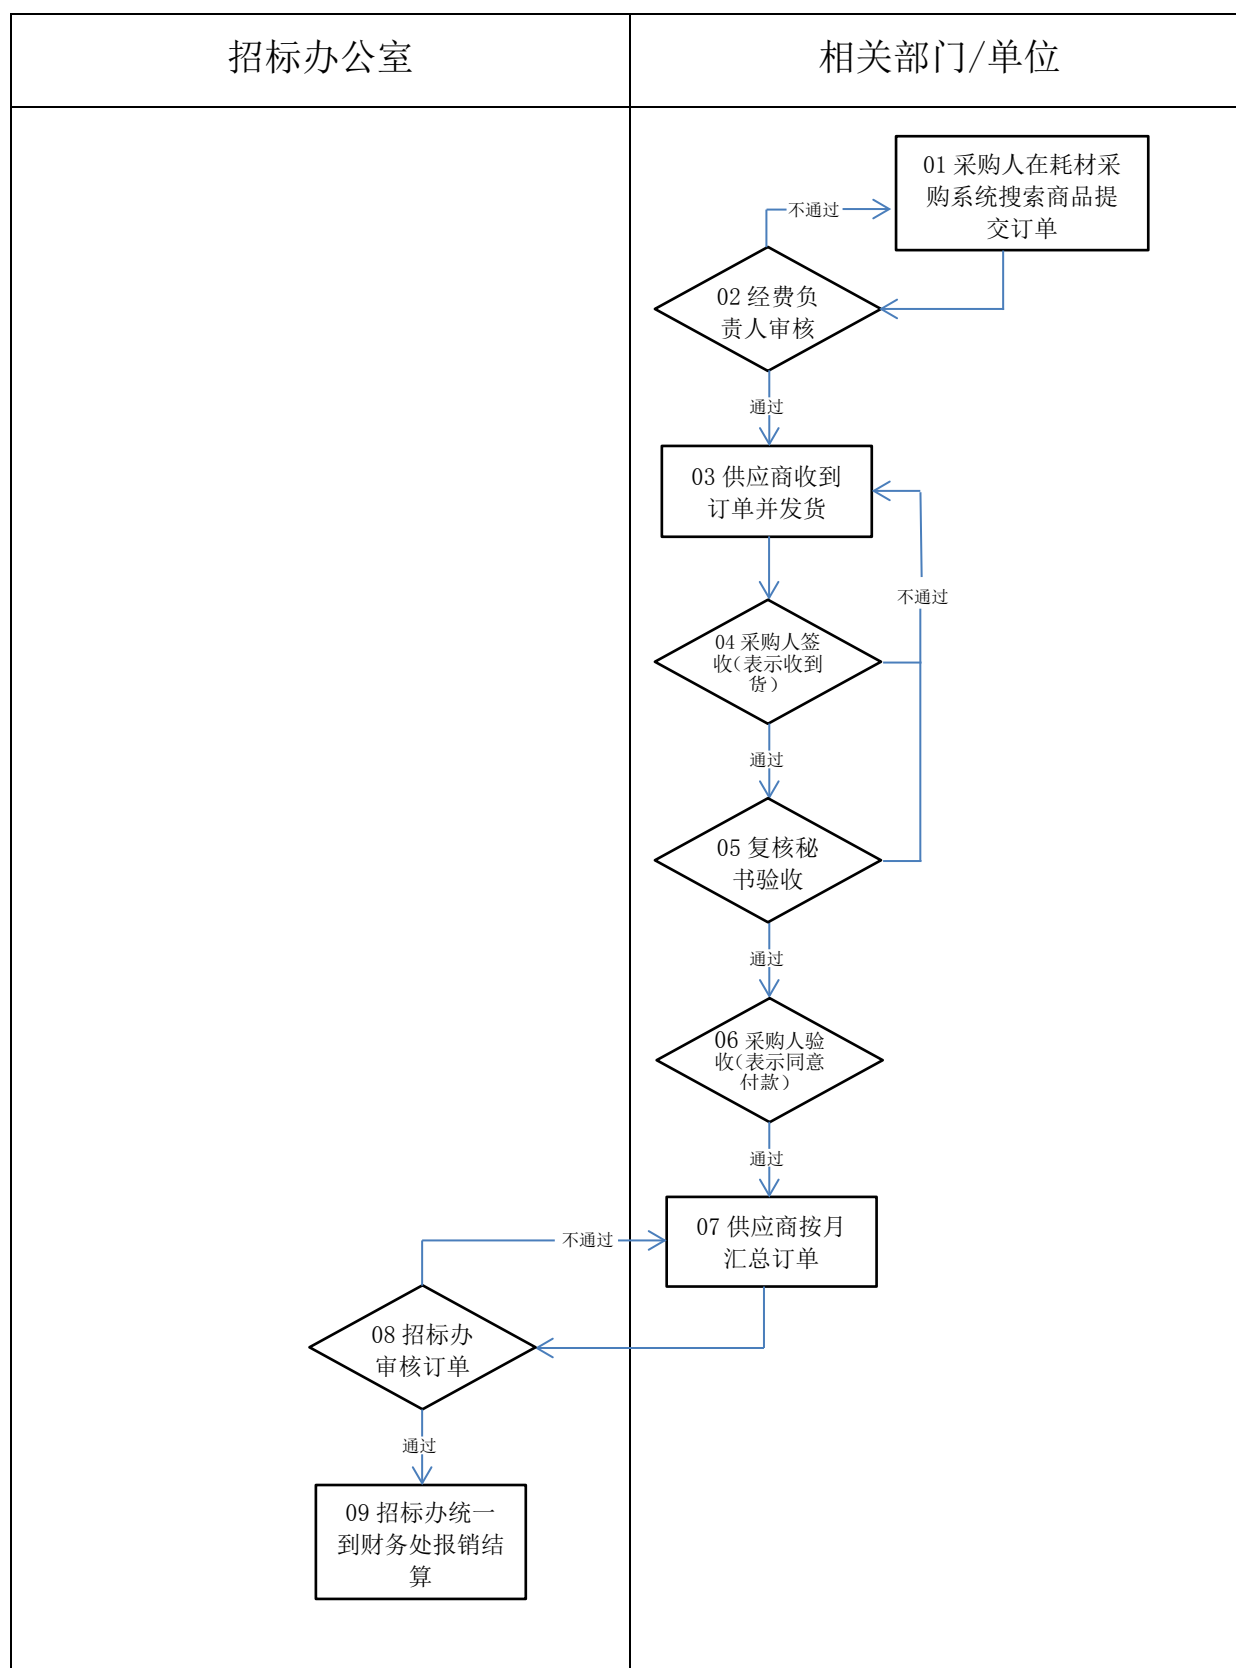 招标办公室
相关部门/单位
01 采购人在耗材采
购系统搜索商品提
交订单
不通过
02 经费负
责人审核
通过
03 供应商收到
订单并发货
不通过
04 采购人签
收(表示收到
货)
通过
05 复核秘
书验收
通过
06 采购人验
收(表示同意
付款)
通过
07 供应商按月
汇总订单
不通过
08 招标办
审核订单
通过
09 招标办统一
到财务处报销结
算